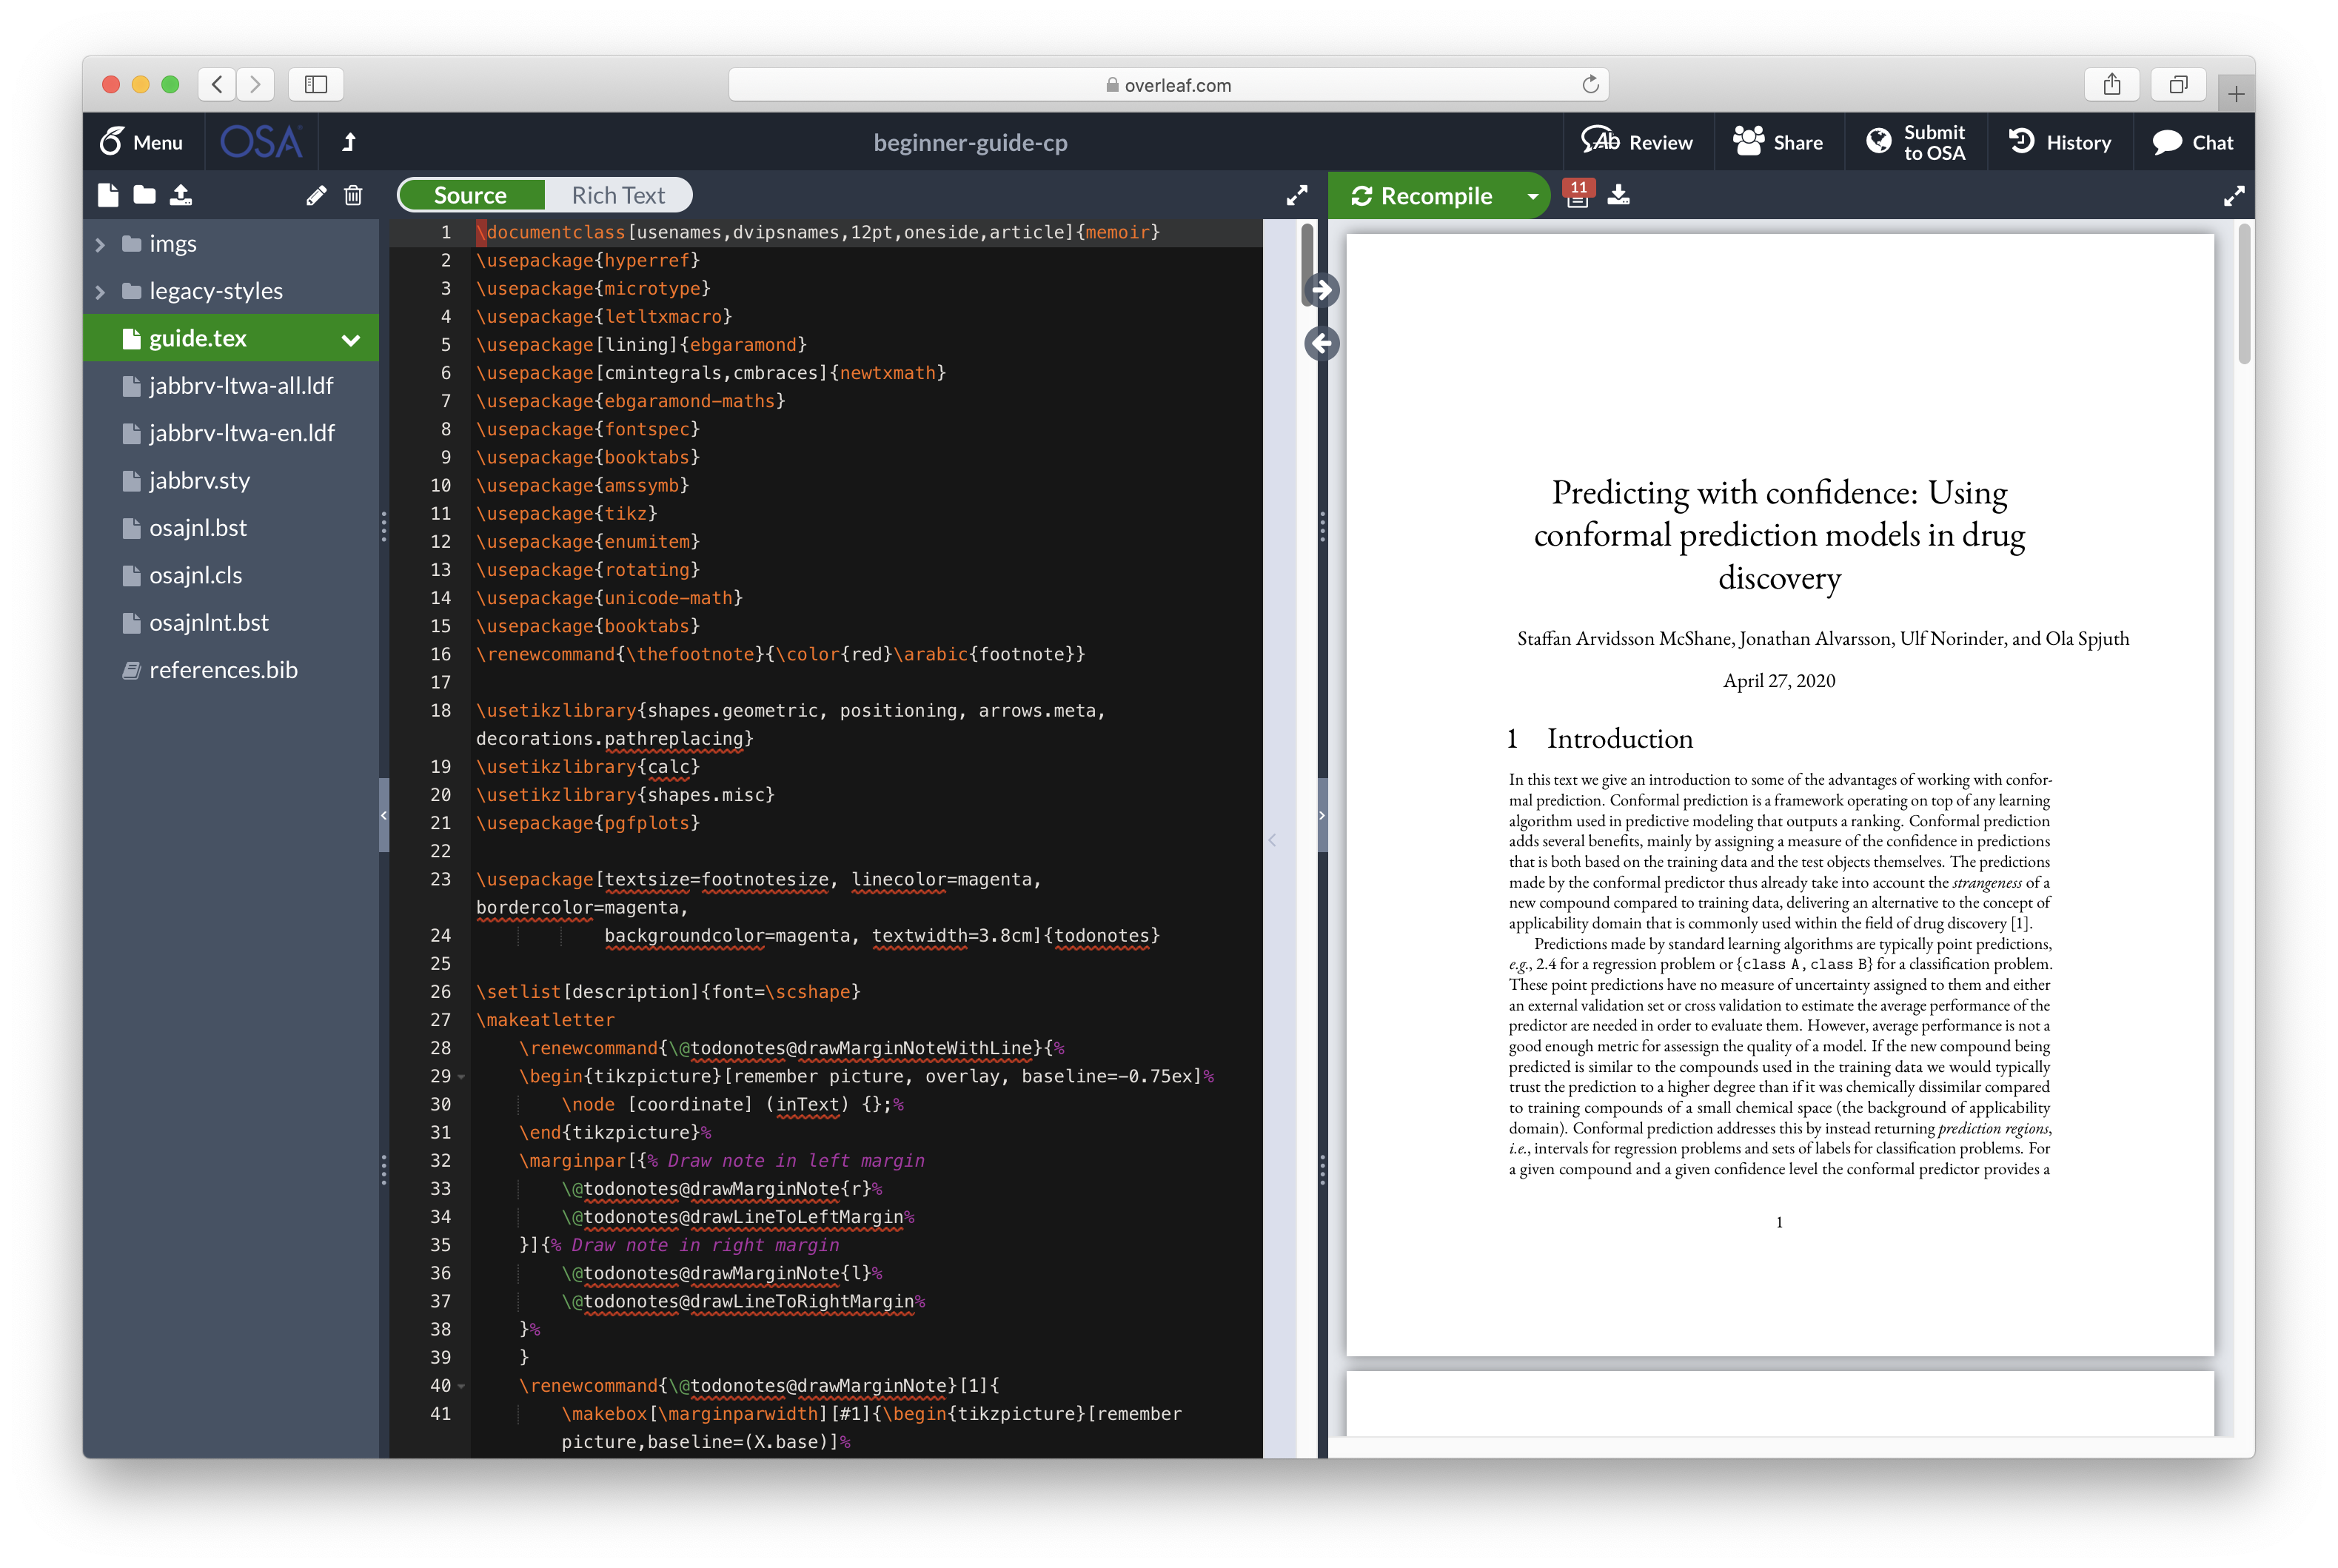 overleaf.com
Menu
OSA
beginner-guide-cp
Review
Share
Submit
to OSA
History
Chat
Source
Rich Text
Recompile
11
imgs
legacy-styles
guide.tex
jabbrv-ltwa-all.ldf
jabbrv-ltwa-en.ldf
jabbrv.sty
osajnl.bst
osajnl.cls
osajnlnt.bst
references.bib
1 \documentclass[usenames,dvipsnames,12pt,oneside,article]{memoir}
2 \usepackage{hyperref}
3 \usepackage{microtype}
4 \usepackage{letltxmacro}
5 \usepackage[lining]{ebgaramond}
6 \usepackage[cmintegrals,cmbraces]{newtxmath}
7 \usepackage{ebgaramond-maths}
8 \usepackage{fontspec}
9 \usepackage{booktabs}
10 \usepackage{amssymb}
11 \usepackage{tikz}
12 \usepackage{enumitem}
13 \usepackage{rotating}
14 \usepackage{unicode-math}
15 \usepackage{booktabs}
16 \renewcommand{\thefootnote}{\color{red}\arabic{footnote}}
17
18 \usetikzlibrary{shapes.geometric, positioning, arrows.meta,
decorations.pathreplacing}
19 \usetikzlibrary{calc}
20 \usetikzlibrary{shapes.misc}
21 \usepackage{pgfplots}
22
23 \usepackage[textsize=footnotesize, linecolor=magenta,
bordercolor=magenta,
24 backgroundcolor=magenta, textwidth=3.8cm]{todonotes}
25
26 \setlist[description]{font=\scshape}
27 \makeatletter
28 \renewcommand{\@todonotes@drawMarginNoteWithLine}{%
29 \begin{tikzpicture}[remember picture, overlay, baseline=-0.75ex]%
30 \node [coordinate] (inText) {};%
31 \end{tikzpicture}%
32 \marginpar[{% Draw note in left margin
33 \@todonotes@drawMarginNote{r}%
34 \@todonotes@drawLineToLeftMargin%
35 }]{% Draw note in right margin
36 \@todonotes@drawMarginNote{l}%
37 \@todonotes@drawLineToRightMargin%
38 }%
39 }
40 \renewcommand{\@todonotes@drawMarginNote}[1]{
41 \makebox[\marginparwidth][#1]{\begin{tikzpicture}[remember
picture,baseline=(X.base)]%
Predicting with confidence: Using
conformal prediction models in drug
discovery
Staffan Arvidsson McShane, Jonathan Alvarsson, Ulf Norinder, and Ola Spjuth
April 27, 2020
1 Introduction
In this text we give an introduction to some of the advantages of working with confor-
mal prediction. Conformal prediction is a framework operating on top of any learning
algorithm used in predictive modeling that outputs a ranking. Conformal prediction
adds several benefits, mainly by assigning a measure of the confidence in predictions
that is both based on the training data and the test objects themselves. The predictions
made by the conformal predictor thus already take into account the strangeness of a
new compound compared to training data, delivering an alternative to the concept of
applicability domain that is commonly used within the field of drug discovery [1].
Predictions made by standard learning algorithms are typically point predictions,
e.g., 2.4 for a regression problem or {class A, class B} for a classification problem.
These point predictions have no measure of uncertainty assigned to them and either
an external validation set or cross validation to estimate the average performance of the
predictor are needed in order to evaluate them. However, average performance is not a
good enough metric for assessign the quality of a model. If the new compound being
predicted is similar to the compounds used in the training data we would typically
trust the prediction to a higher degree than if it was chemically dissimilar compared
to training compounds of a small chemical space (the background of applicability
domain). Conformal prediction addresses this by instead returning prediction regions,
i.e., intervals for regression problems and sets of labels for classification problems. For
a given compound and a given confidence level the conformal predictor provides a
1